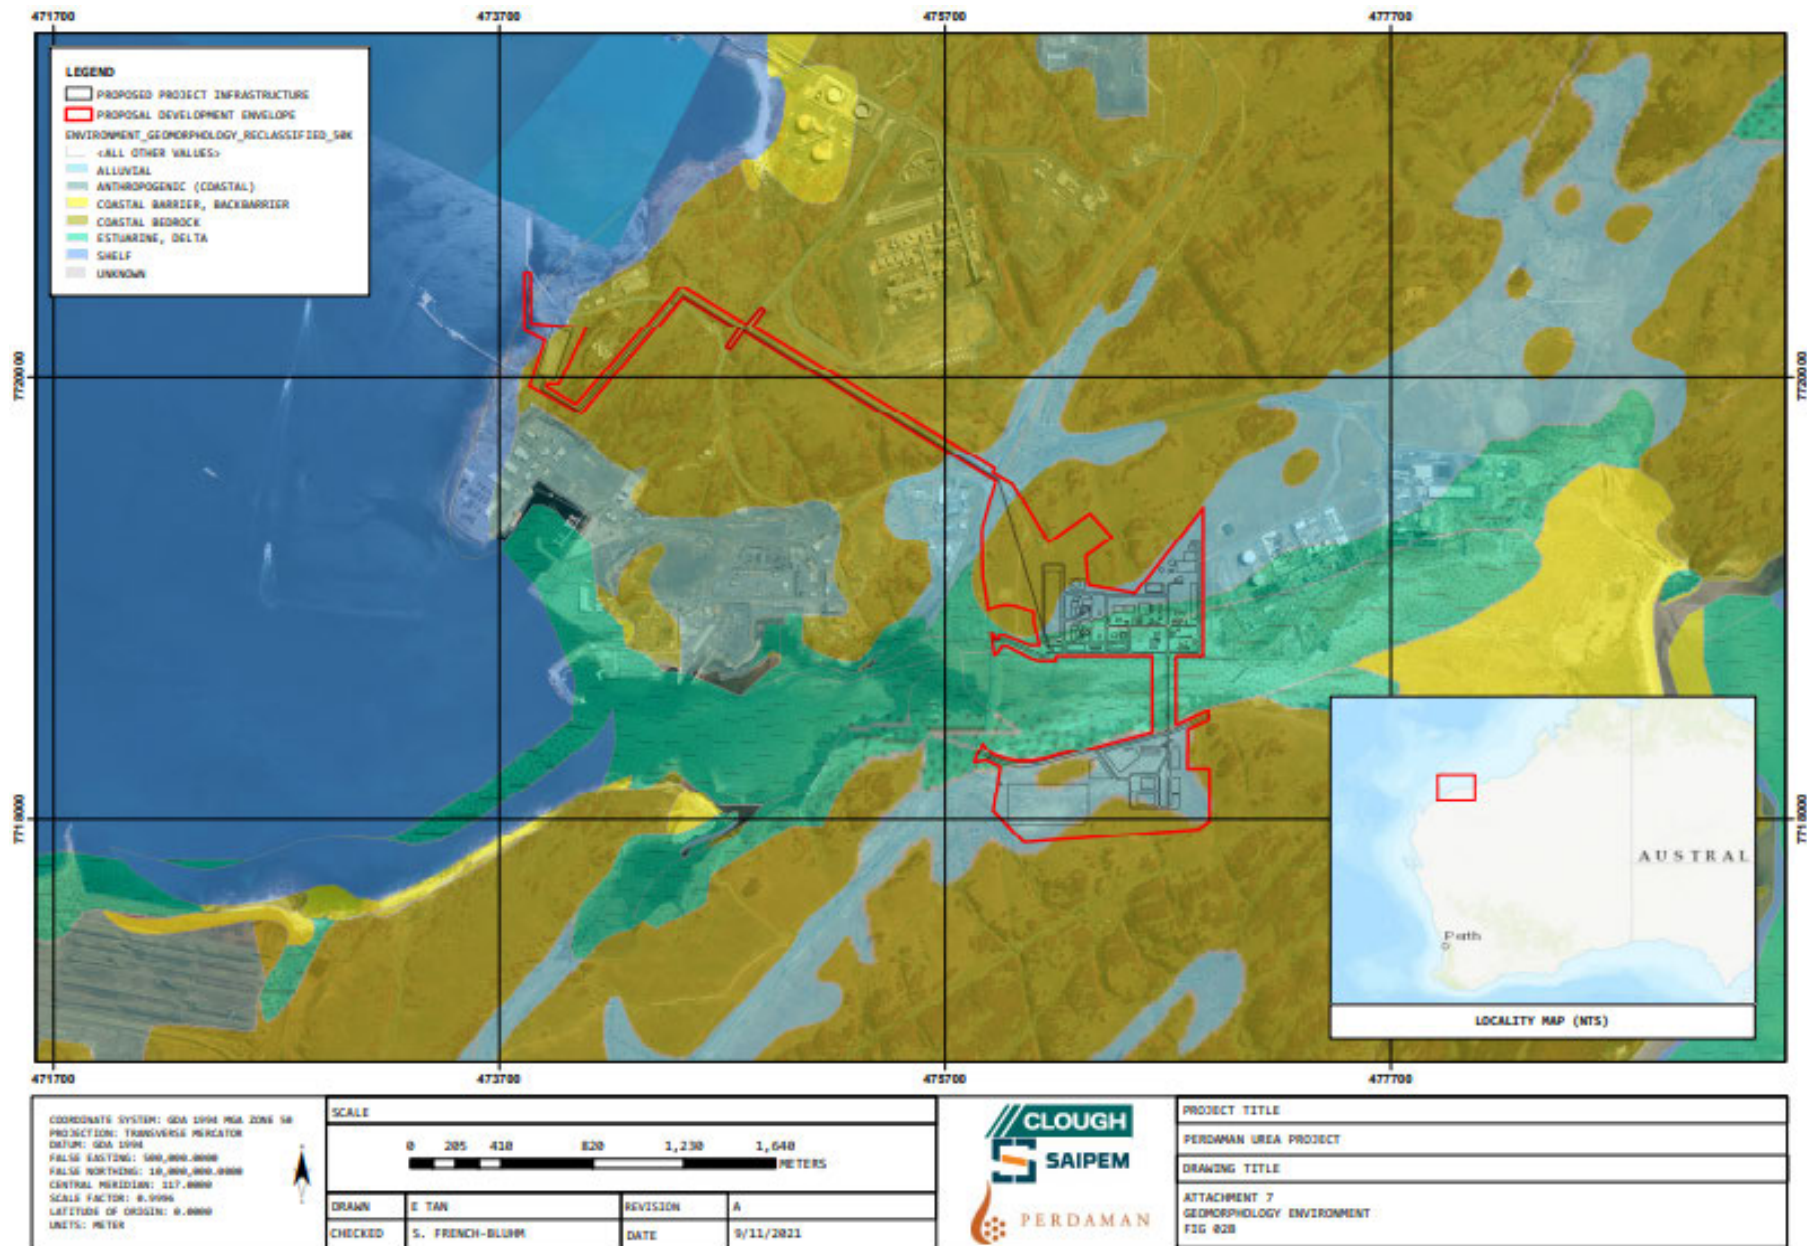 471700
473700
475700
477700
7720000
7720000
7718000
7718000
LEGEND
PROPOSED PROJECT INFRASTRUCTURE
PROPOSAL DEVELOPMENT ENVELOPE
ENVIRONMENT_GEOMORPHOLOGY_RECLASSIFIED_50K
<ALL OTHER VALUES>
ALLUVIAL
ANTHROPOGENIC (COASTAL)
COASTAL BARRIER, BACKBARRIER
COASTAL BEDROCK
ESTUARINE, DELTA
SHELF
UNKNOWN
AUSTRAL
Perth
LOCALITY MAP (NTS)
471700
473700
475700
477700
COORDINATE SYSTEM: GDA 1994 MGA ZONE 50
PROJECTION: TRANSVERSE MERCATOR
DATUM: GDA 1994
FALSE EASTING: 500,000.0000
FALSE NORTHING: 10,000,000.0000
CENTRAL MERIDIAN: 117.0000
SCALE FACTOR: 0.9996
LATITUDE OF ORIGIN: 0.0000
UNITS: METER
N
SCALE
0 205 410 820 1,230 1,640
METERS
DRAWN E TAN REVISION A
CHECKED S. FRENCH-BLUHM DATE 9/11/2021
CLOUGH
SAIPEM
PERDAMAN
PROJECT TITLE
PERDAMAN UREA PROJECT
DRAWING TITLE
ATTACHMENT 7
GEOMORPHOLOGY ENVIRONMENT
FIG 02B